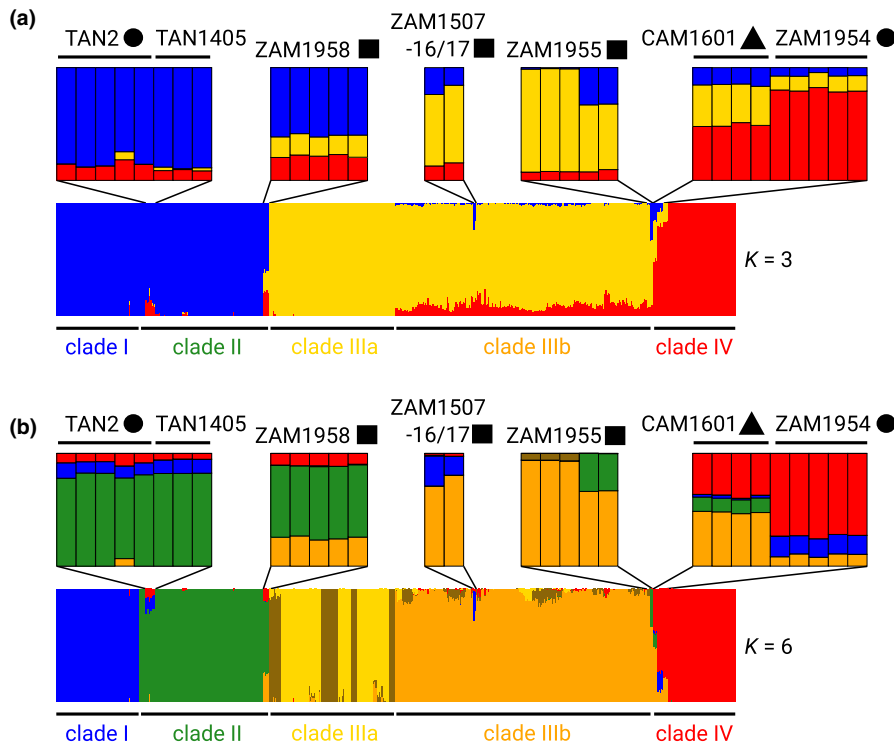 (a)
TAN2 TAN1405
ZAM1958
ZAM1507
-16/17
ZAM1955
CAM1601 ZAM1954
K = 3
clade I clade II clade IIIa clade IIIb clade IV
(b)
TAN2 TAN1405
ZAM1958
ZAM1507
-16/17
ZAM1955
CAM1601 ZAM1954
K = 6
clade I clade II clade IIIa clade IIIb clade IV